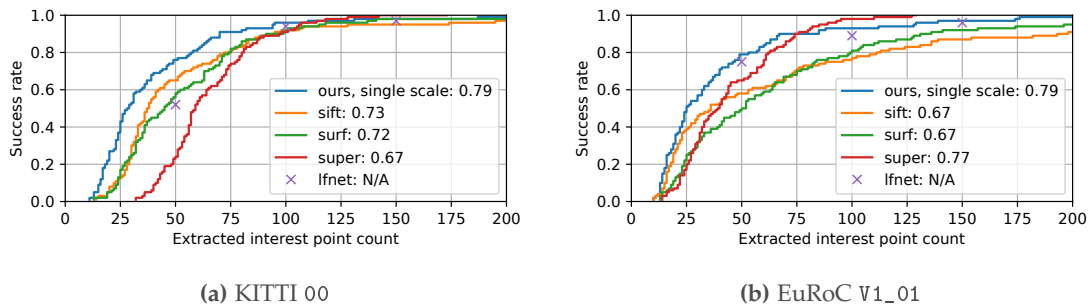 1.0
0.8
0.6
0.4
0.2
0.0
Success rate
ours, single scale: 0.79
sift: 0.73
surf: 0.72
super: 0.67
lfnet: N/A
0 25 50 75 100 125 150 175 200
Extracted interest point count
(a) KITTI 00
1.0
0.8
0.6
0.4
0.2
0.0
Success rate
ours, single scale: 0.79
sift: 0.67
surf: 0.67
super: 0.77
lfnet: N/A
0 25 50 75 100 125 150 175 200
Extracted interest point count
(b) EuRoC V1_01